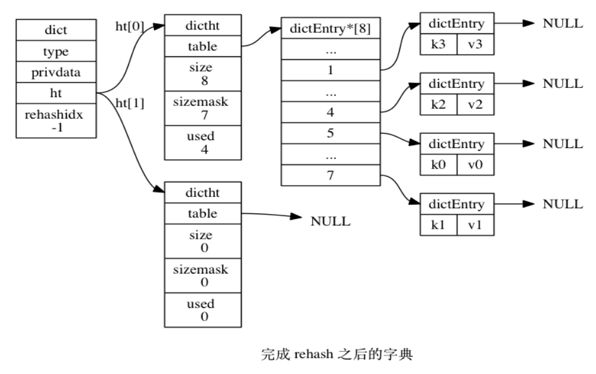 dict
type
privdata
ht
rehashidx
-1
ht[0]
ht[1]
dictht
table
size
8
sizemask
7
used
4
dictht
table
size
0
sizemask
0
used
0
NULL
dictEntry*[8]
...
1
...
4
5
...
7
dictEntry
k3 v3
NULL
dictEntry
k2 v2
NULL
dictEntry
k0 v0
NULL
dictEntry
k1 v1
NULL
完成 rehash 之后的字典